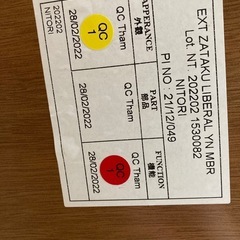 EXT ZATAKU LIBERAL YN MBR
Lot. NT. 202202 1530082
NITORI
PI NO : 21/12/049
APPERANCE PART FUNCTION
外観 部品 機能
QC Tham QC Tham QC Tham
QC QC
1 1
28/02/2022 28/02/2022 28/02/2022
202202 NITORI